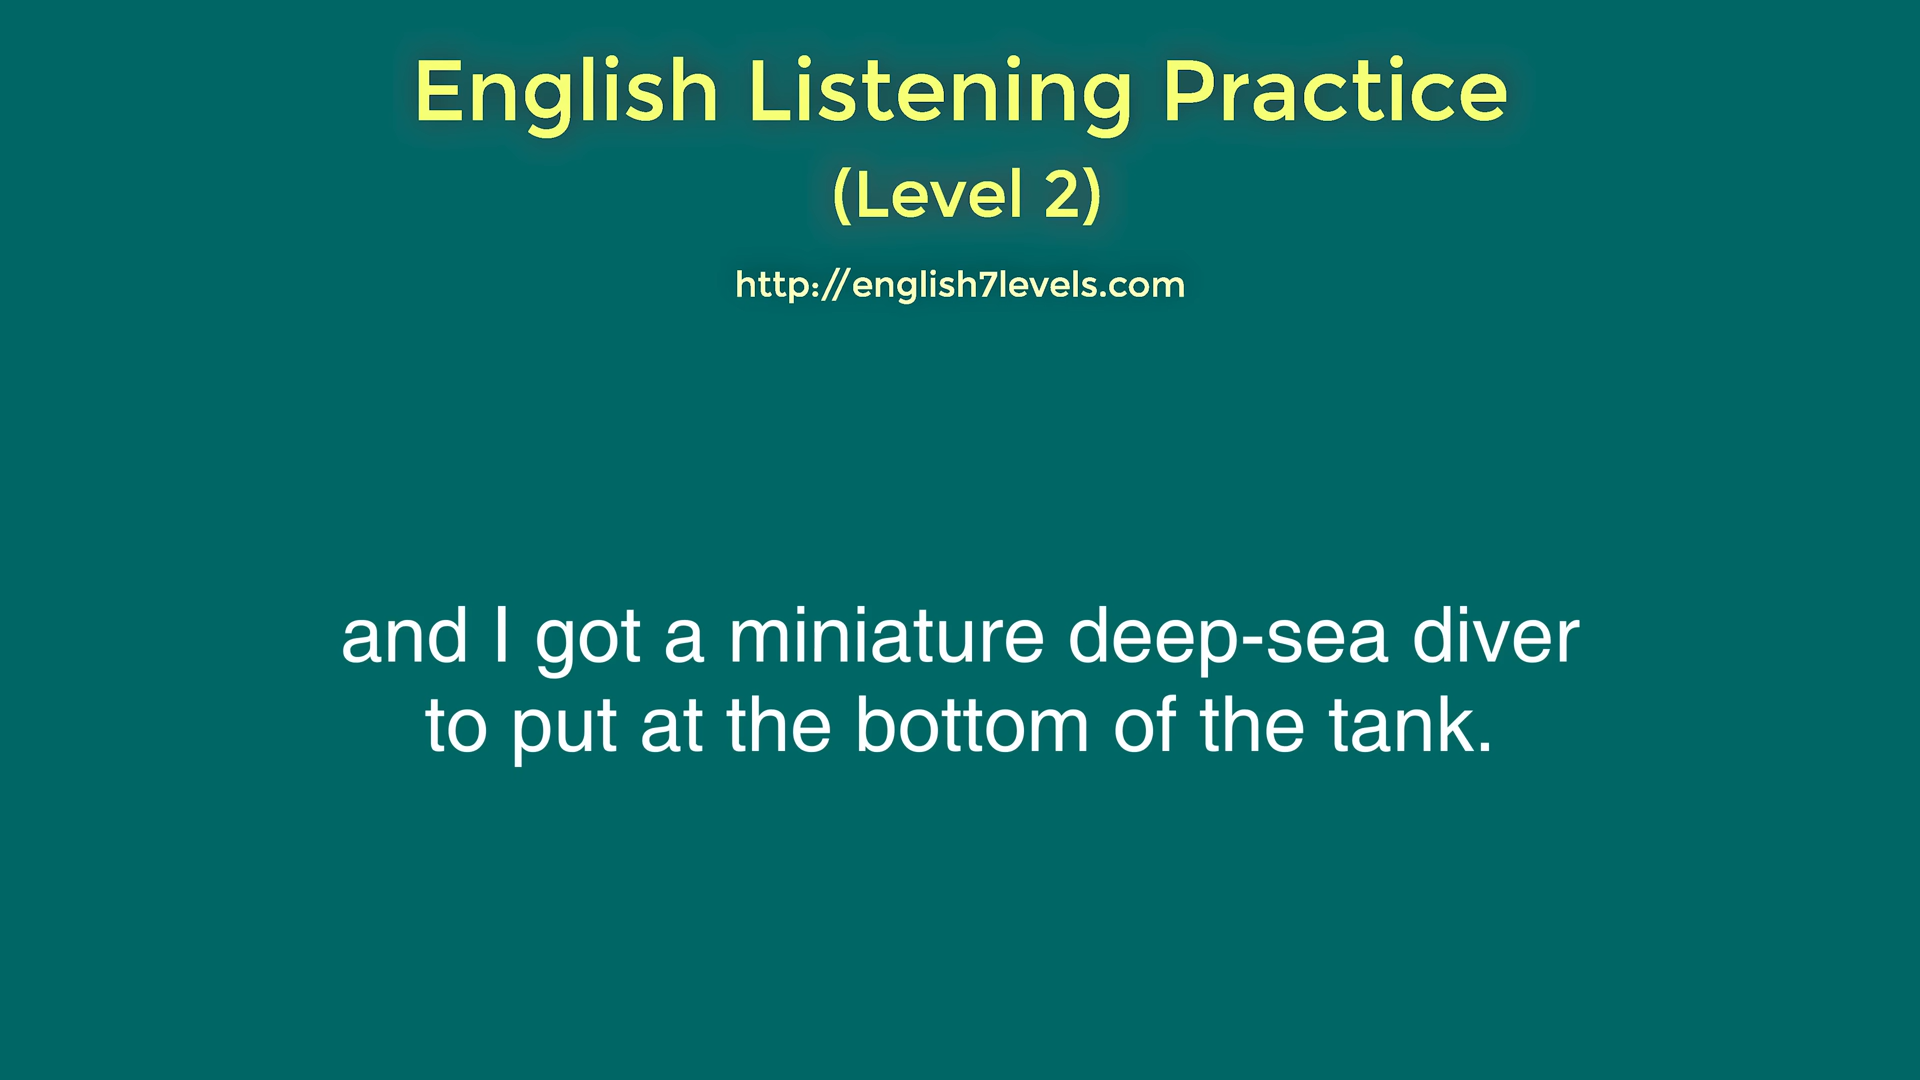 English Listening Practice
(Level 2)
http://english7levels.com
and I got a miniature deep-sea diver
to put at the bottom of the tank.